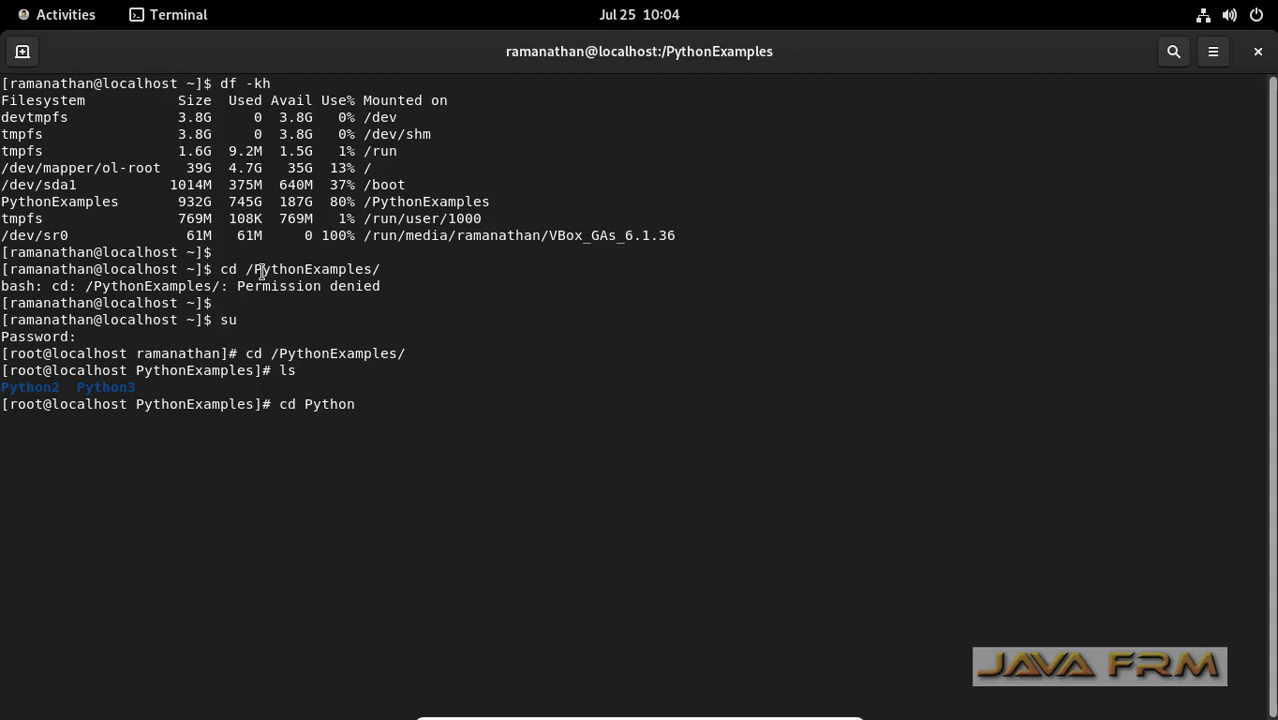 Activities Terminal Jul 25 10:04
ramanathan@localhost:/PythonExamples
[ramanathan@localhost ~]$ df -kh
Filesystem Size Used Avail Use% Mounted on
devtmpfs 3.8G 0 3.8G 0% /dev
tmpfs 3.8G 0 3.8G 0% /dev/shm
tmpfs 1.6G 9.2M 1.5G 1% /run
/dev/mapper/ol-root 39G 4.7G 35G 13% /
/dev/sda1 1014M 375M 640M 37% /boot
PythonExamples 932G 745G 187G 80% /PythonExamples
tmpfs 769M 108K 769M 1% /run/user/1000
/dev/sr0 61M 61M 0 100% /run/media/ramanathan/VBox_GAs_6.1.36
[ramanathan@localhost ~]$
[ramanathan@localhost ~]$ cd /PythonExamples/
bash: cd: /PythonExamples/: Permission denied
[ramanathan@localhost ~]$
[ramanathan@localhost ~]$ su
Password:
[root@localhost ramanathan]# cd /PythonExamples/
[root@localhost PythonExamples]# ls
Python2 Python3
[root@localhost PythonExamples]# cd Python
JAVA FRM